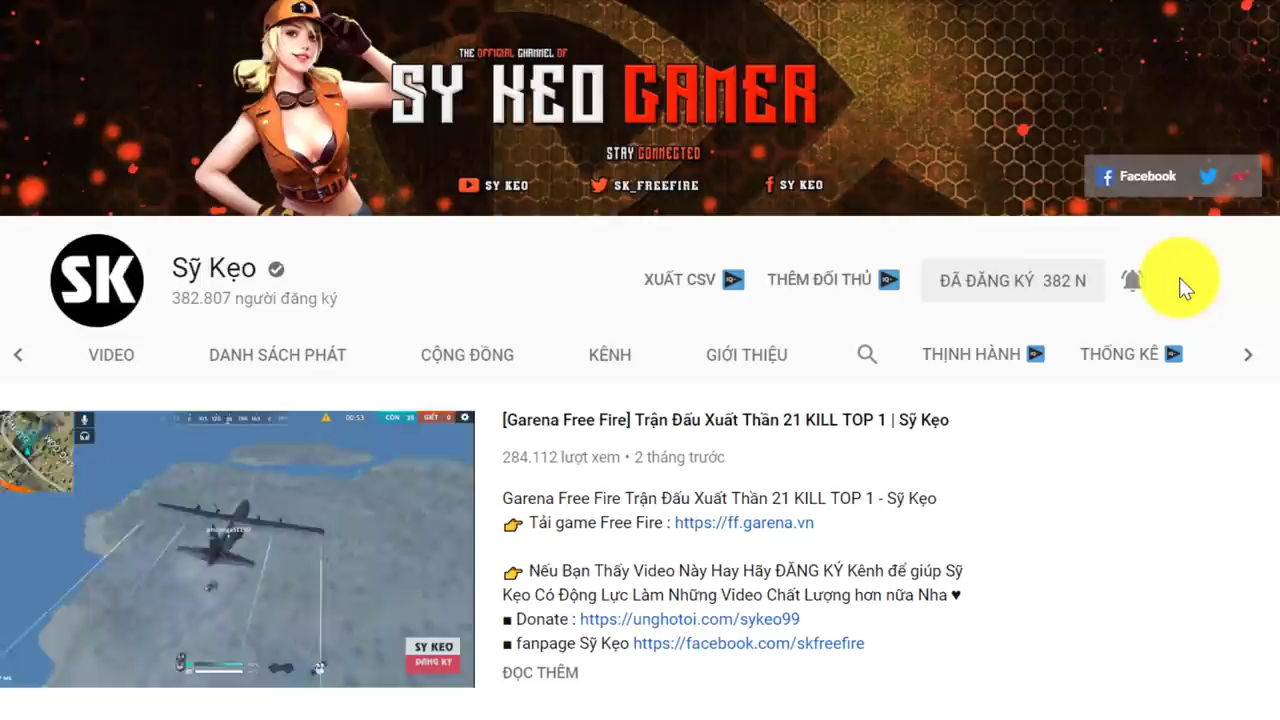 THE OFFICIAL CHANNEL OF
SY KEO GAMER
STAY CONNECTED
SY KEO
SK_FREEFIRE
f SY KEO
f Facebook
SK
Sỹ Kẹo
382.807 người đăng ký
XUẤT CSV
THÊM ĐỐI THỦ
ĐÃ ĐĂNG KÝ 382 N
VIDEO
DANH SÁCH PHÁT
CỘNG ĐỒNG
KÊNH
GIỚI THIỆU
THỊNH HÀNH
THỐNG KÊ
00:53
CÒN 35
GIẾT 0
SY KEO
ĐĂNG KÝ
[Garena Free Fire] Trận Đấu Xuất Thần 21 KILL TOP 1 | Sỹ Kẹo
284.112 lượt xem • 2 tháng trước
Garena Free Fire Trận Đấu Xuất Thần 21 KILL TOP 1 - Sỹ Kẹo
👉 Tải game Free Fire : https://ff.garena.vn
👉 Nếu Bạn Thấy Video Này Hay Hãy ĐĂNG KÝ Kênh để giúp Sỹ
Kẹo Có Động Lực Làm Những Video Chất Lượng hơn nữa Nha ♥
■ Donate : https://unghotoi.com/sykeo99
■ fanpage Sỹ Kẹo https://facebook.com/skfreefire
ĐỌC THÊM